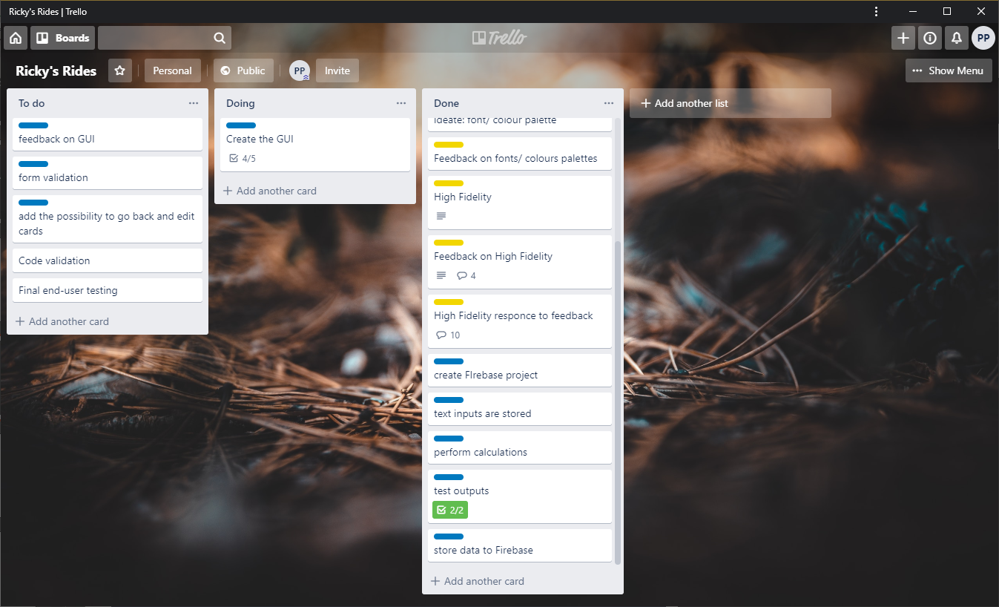 Ricky's Rides | Trello
Boards
Trello
PP
Ricky's Rides
Personal
Public
PP
Invite
Show Menu
To do
feedback on GUI
form validation
add the possibility to go back and edit
cards
Code validation
Final end-user testing
Add another card
Doing
Create the GUI
4/5
Add another card
Done
Ideate: font/ colour palette
Feedback on fonts/ colours palettes
High Fidelity
Feedback on High Fidelity
4
High Fidelity responce to feedback
10
create FIrebase project
text inputs are stored
perform calculations
test outputs
2/2
store data to Firebase
Add another card
Add another list